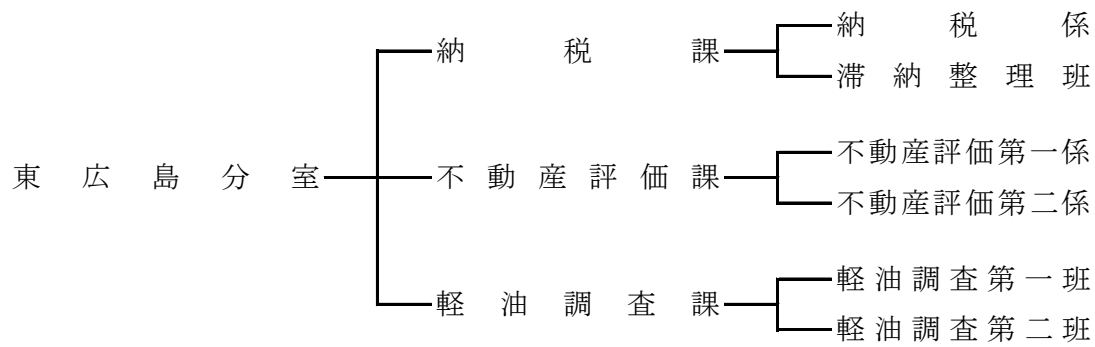 納税係
納税課
滞納整理班
不動産評価第一係
東広島分室
不動産評価課
不動産評価第二係
軽油調査第一班
軽油調査課
軽油調査第二班